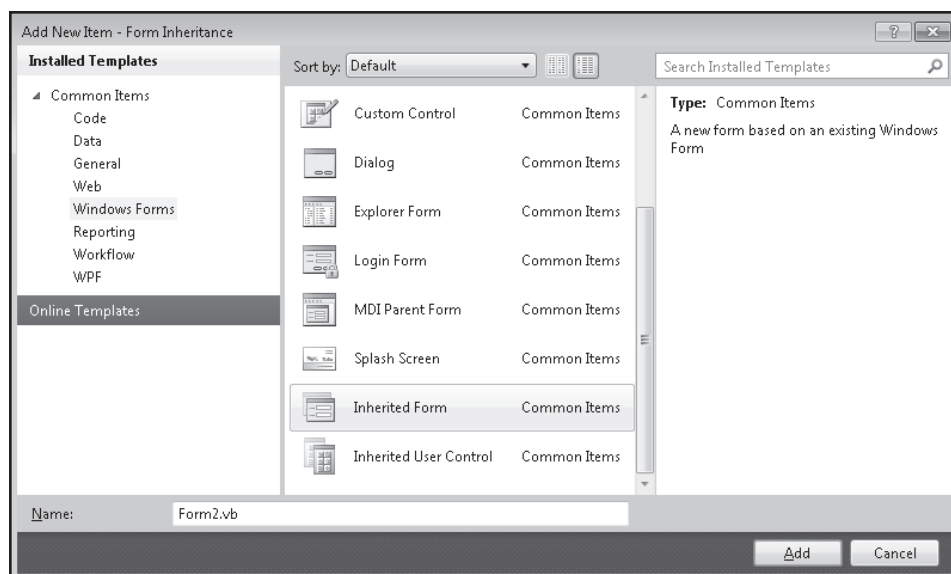 Add New Item - Form Inheritance
Installed Templates
Common Items
Code
Data
General
Web
Windows Forms
Reporting
Workflow
WPF
Online Templates
Sort by: Default
Custom Control Common Items
Dialog Common Items
Explorer Form Common Items
Login Form Common Items
MDI Parent Form Common Items
Splash Screen Common Items
Inherited Form Common Items
Inherited User Control Common Items
Search Installed Templates
Type: Common Items
A new form based on an existing Windows
Form
Name: Form2.vb
Add Cancel